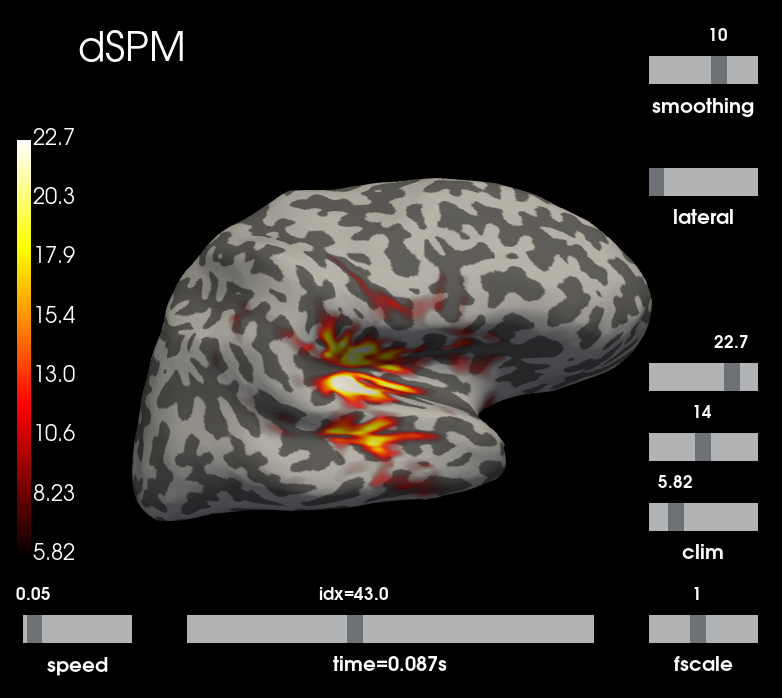 dSPM
10
smoothing
lateral
22.7
20.3
17.9
15.4
13.0
10.6
8.23
5.82
22.7
14
5.82
clim
0.05
speed
idx=43.0
time=0.087s
1
fscale